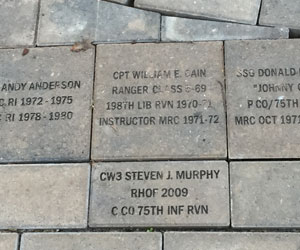 ANDY ANDERSON
RI 1972 - 1975
RI 1978 - 1980
CPT WILLIAM E. CAIN
RANGER CLASS 6-69
198TH LIB RVN 1970-71
INSTRUCTOR MRC 1971-72
SSG DONALD
"JOHNNY
P CO/75TH
MRC OCT 1971
CW3 STEVEN J. MURPHY
RHOF 2009
C CO 75TH INF RVN